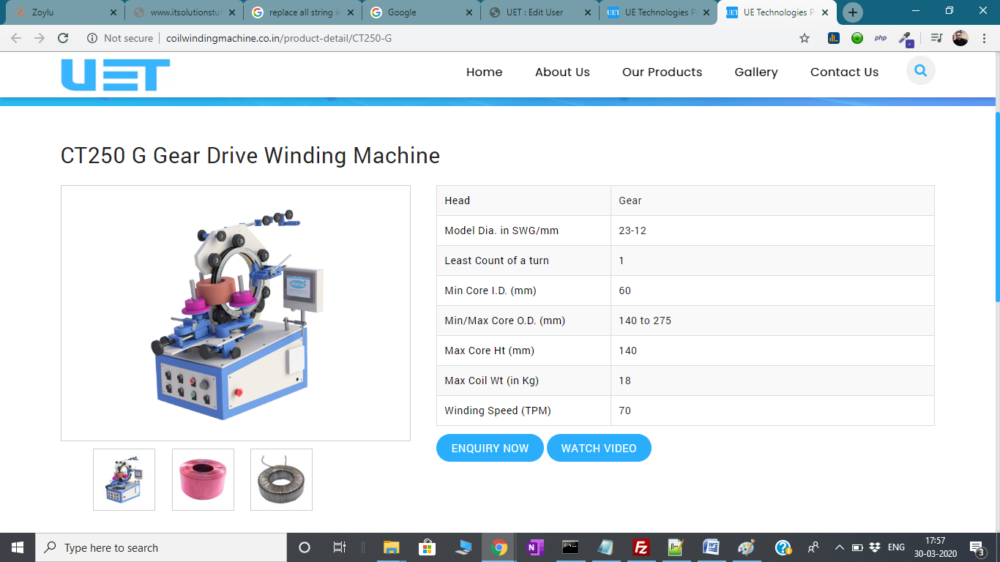 Zoylu
www.itsolutionstu
replace all string in
Google
UET : Edit User
UE Technologies P
UE Technologies P
Not secure
coilwindingmachine.co.in/product-detail/CT250-G
php
UET
Home
About Us
Our Products
Gallery
Contact Us
CT250 G Gear Drive Winding Machine
Head Gear
Model Dia. in SWG/mm 23-12
Least Count of a turn 1
Min Core I.D. (mm) 60
Min/Max Core O.D. (mm) 140 to 275
Max Core Ht (mm) 140
Max Coil Wt (in Kg) 18
Winding Speed (TPM) 70
ENQUIRY NOW
WATCH VIDEO
Type here to search
ENG
17:57
30-03-2020
3